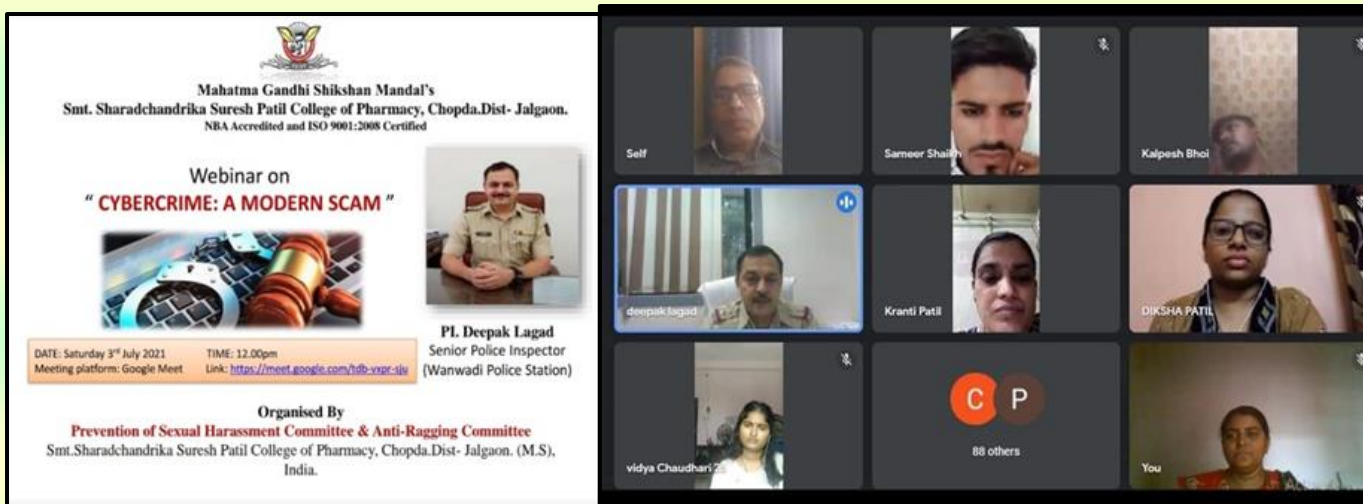 Mahatma Gandhi Shikshan Mandal's
Smt. Sharadchandrika Suresh Patil College of Pharmacy, Chopda.Dist- Jalgaon.
NBA Accredited and ISO 9001:2008 Certified
Webinar on
" CYBERCRIME: A MODERN SCAM "
PI. Deepak Lagad
Senior Police Inspector
(Wanwadi Police Station)
DATE: Saturday 3rd July 2021 TIME: 12.00pm
Meeting platform: Google Meet Link: https://meet.google.com/tdb-vxpr-sju
Organised By
Prevention of Sexual Harassment Committee & Anti-Ragging Committee
Smt.Sharadchandrika Suresh Patil College of Pharmacy, Chopda.Dist- Jalgaon. (M.S),
India.
Self
Sameer Shaikh
Kalpesh Bhoi
deepak lagad
Kranti Patil
DIKSHA PATIL
vidya Chaudhari
C P
88 others
You